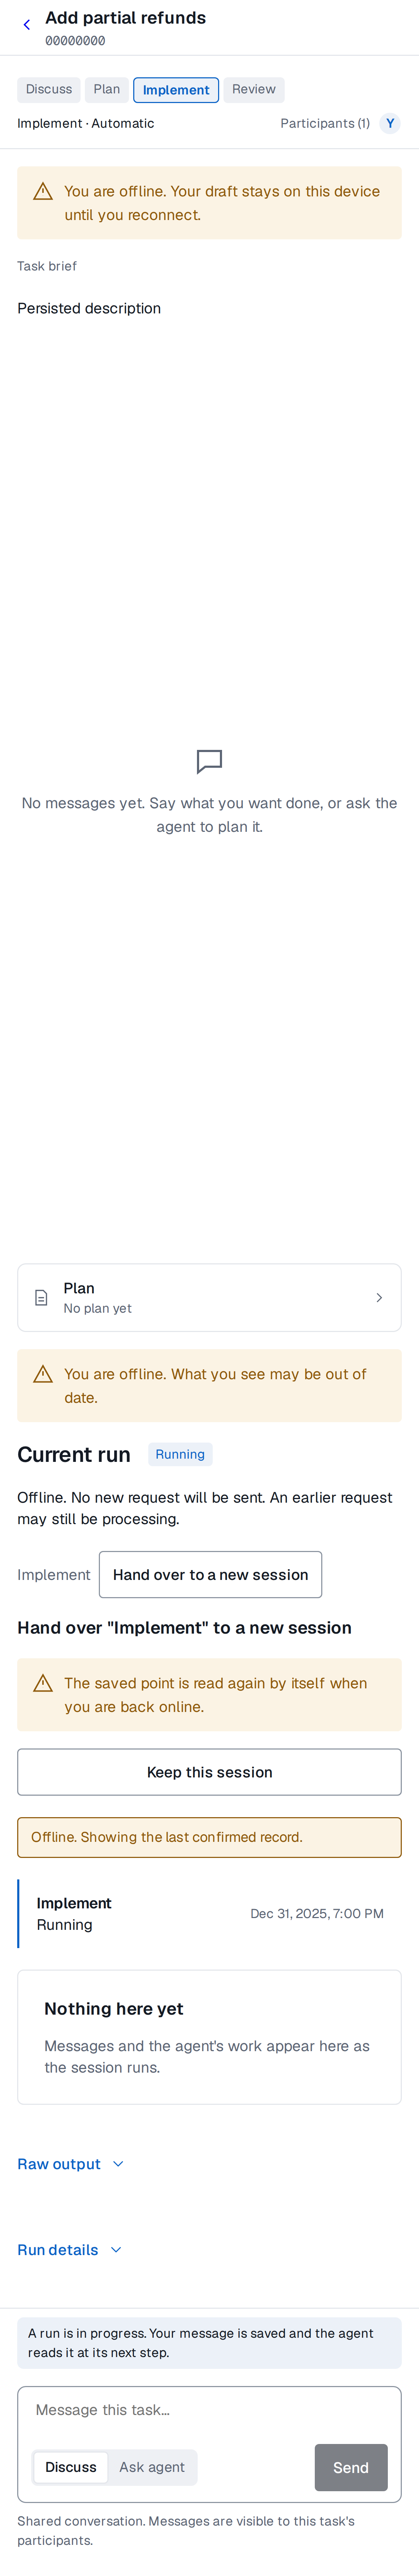 Add partial refunds
00000000
Discuss Plan Implement Review
Implement · Automatic Participants (1) Y
You are offline. Your draft stays on this device
until you reconnect.
Task brief
Persisted description
No messages yet. Say what you want done, or ask the
agent to plan it.
Plan
No plan yet
You are offline. What you see may be out of
date.
Current run Running
Offline. No new request will be sent. An earlier request
may still be processing.
Implement Hand over to a new session
Hand over "Implement" to a new session
The saved point is read again by itself when
you are back online.
Keep this session
Offline. Showing the last confirmed record.
Implement
Running
Dec 31, 2025, 7:00 PM
Nothing here yet
Messages and the agent's work appear here as
the session runs.
Raw output
Run details
A run is in progress. Your message is saved and the agent
reads it at its next step.
Message this task...
Discuss Ask agent Send
Shared conversation. Messages are visible to this task's
participants.